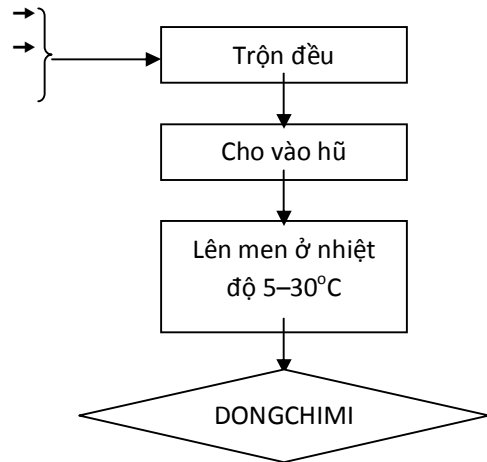 Trộn đều
Cho vào hũ
Lên men ở nhiệt
độ 5–30°C
DONGCHIMI